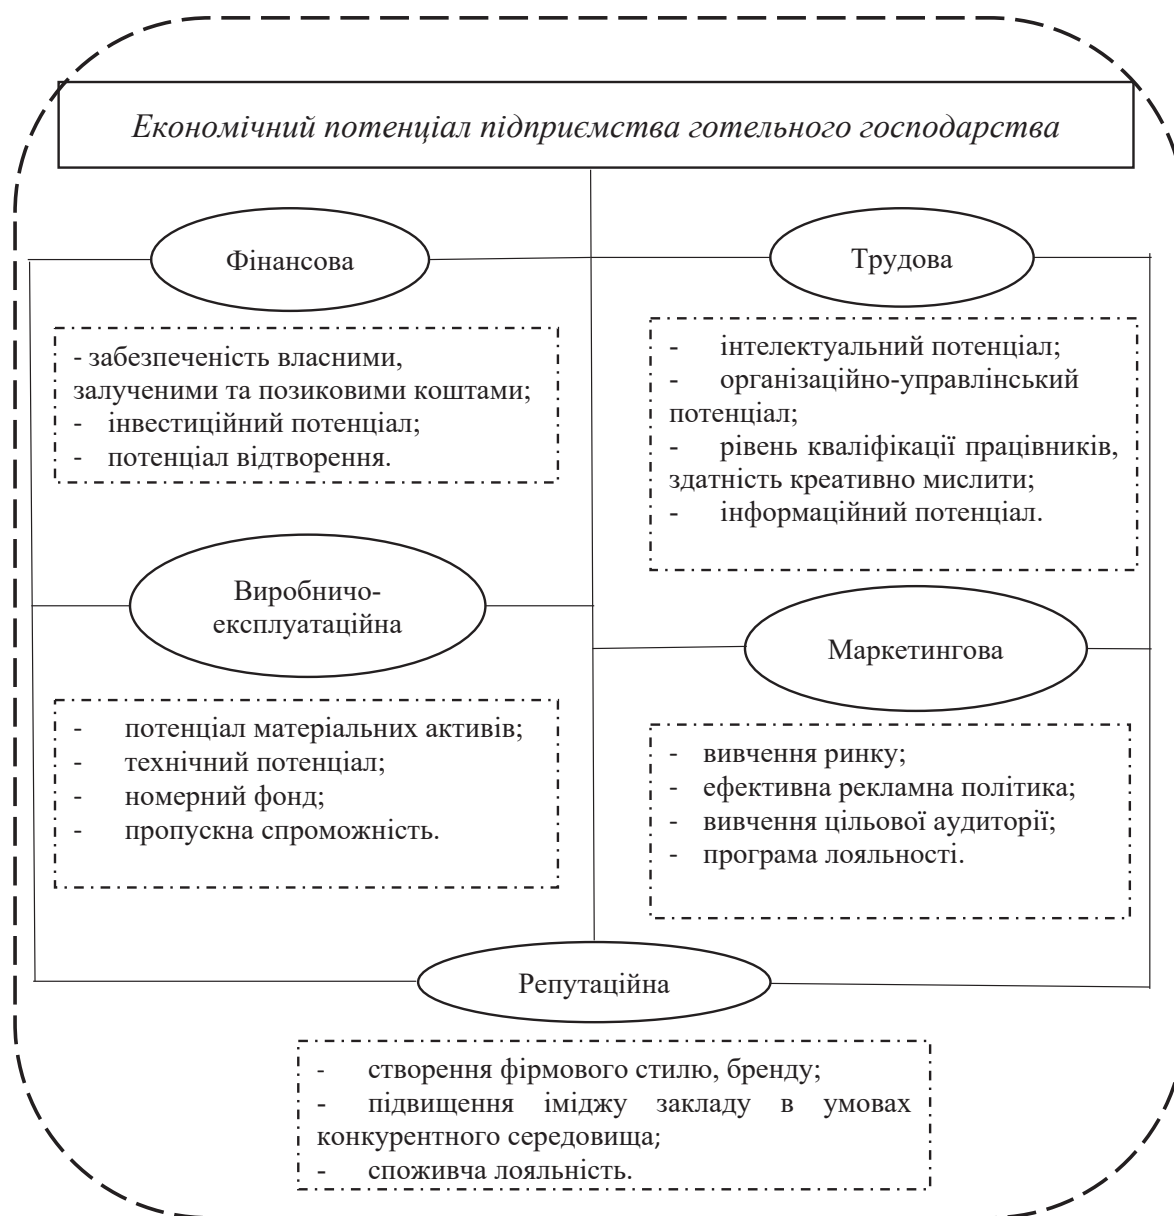 Економічний потенціал підприємства готельного господарства
Фінансова
- забезпеченість власними,
залученими та позиковими коштами;
- інвестиційний потенціал;
- потенціал відтворення.
Трудова
- інтелектуальний потенціал;
- організаційно-управлінський
потенціал;
- рівень кваліфікації працівників,
здатність креативно мислити;
- інформаційний потенціал.
Виробничо-
експлуатаційна
- потенціал матеріальних активів;
- технічний потенціал;
- номерний фонд;
- пропускна спроможність.
Маркетингова
- вивчення ринку;
- ефективна рекламна політика;
- вивчення цільової аудиторії;
- програма лояльності.
Репутаційна
- створення фірмового стилю, бренду;
- підвищення іміджу закладу в умовах
конкурентного середовища;
- споживча лояльність.